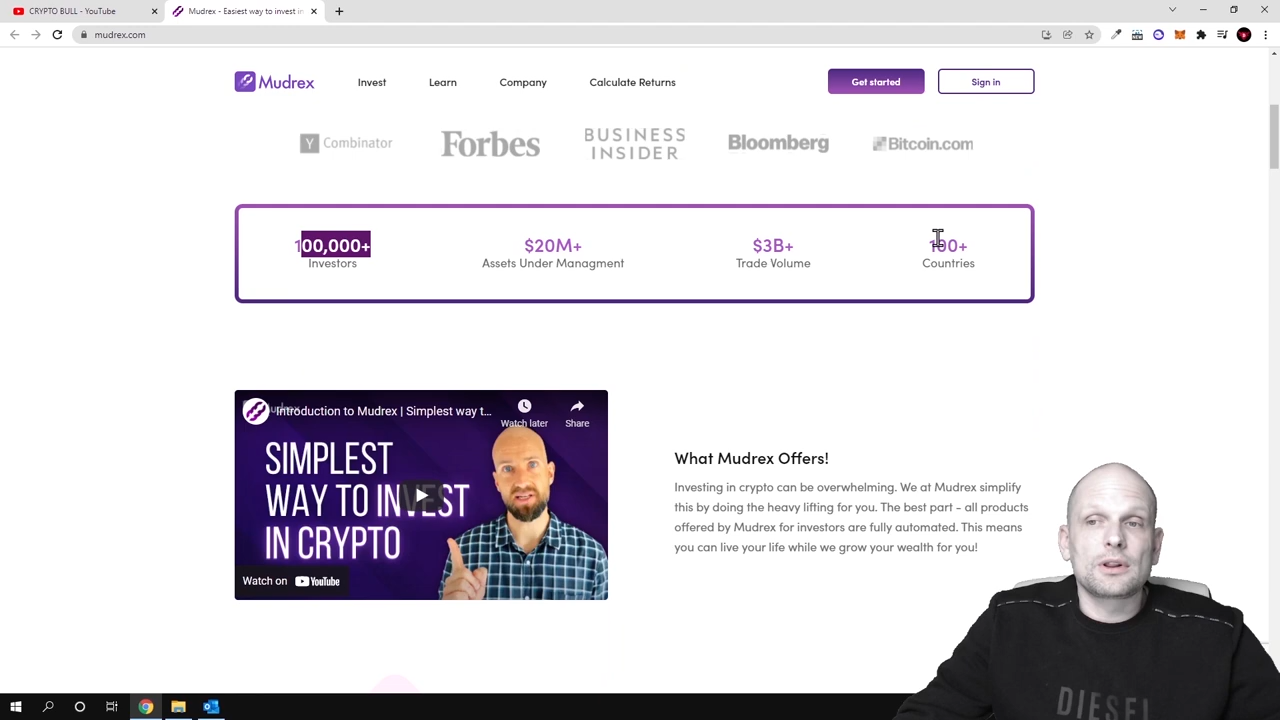 CRYPTO BULL - YouTube
Mudrex - Easiest way to invest in
mudrex.com
Mudrex
Invest
Learn
Company
Calculate Returns
Get started
Sign in
Y Combinator
Forbes
BUSINESS
INSIDER
Bloomberg
Bitcoin.com
100,000+
Investors
$20M+
Assets Under Managment
$3B+
Trade Volume
100+
Countries
Introduction to Mudrex | Simplest way t...
Watch later
Share
SIMPLEST
WAY TO INVEST
IN CRYPTO
Watch on YouTube
What Mudrex Offers!
Investing in crypto can be overwhelming. We at Mudrex simplify
this by doing the heavy lifting for you. The best part - all products
offered by Mudrex for investors are fully automated. This means
you can live your life while we grow your wealth for you!
DIESEL